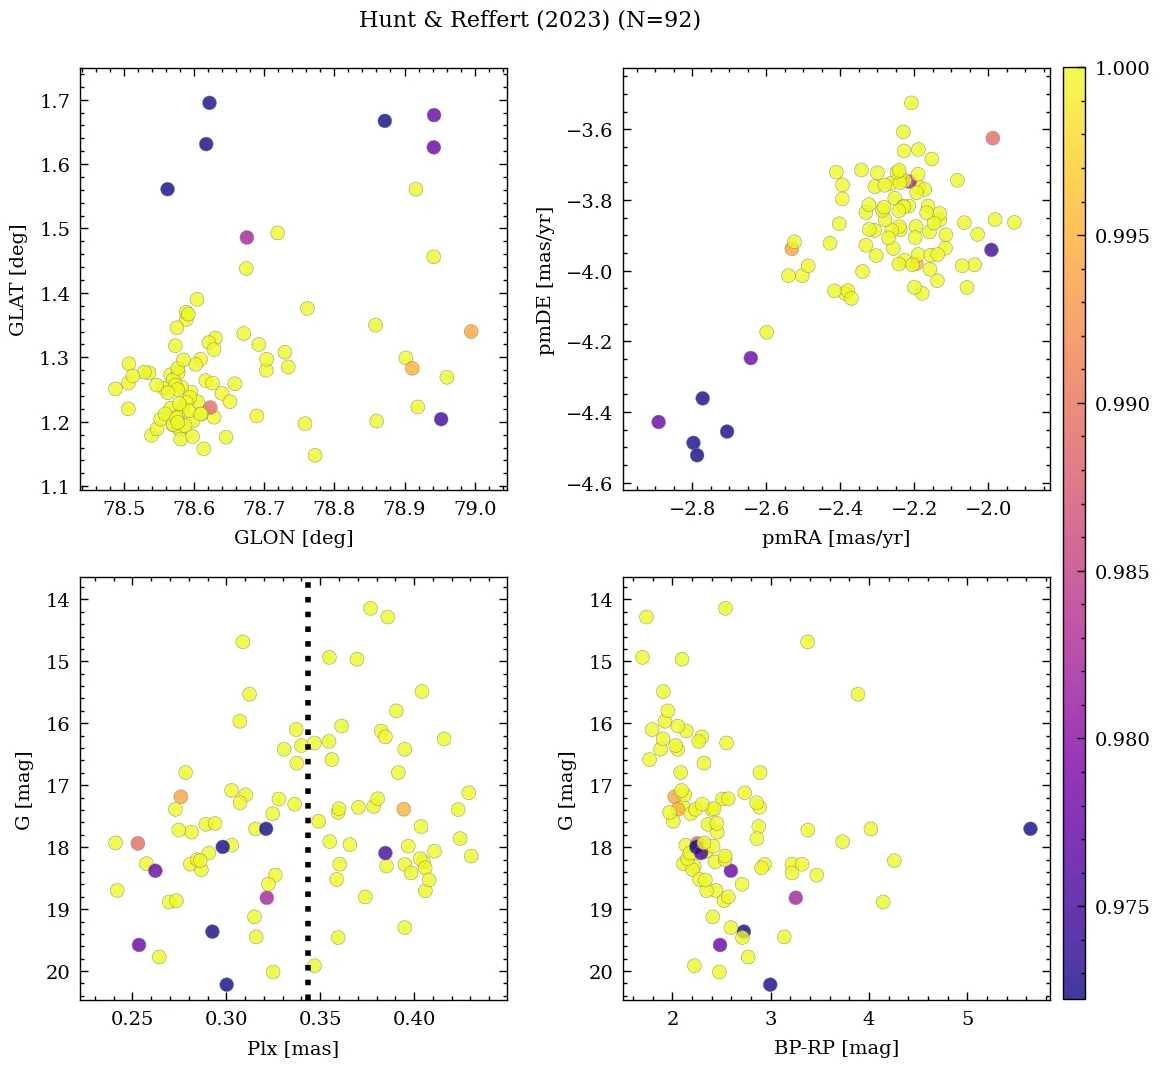 Hunt & Reffert (2023) (N=92)
1.7
1.6
1.5
1.4
1.3
1.2
1.1
GLAT [deg]
78.5 78.6 78.7 78.8 78.9 79.0
GLON [deg]
−3.6
−3.8
−4.0
−4.2
−4.4
−4.6
pmDE [mas/yr]
−2.8 −2.6 −2.4 −2.2 −2.0
pmRA [mas/yr]
14
15
16
17
18
19
20
G [mag]
0.25 0.30 0.35 0.40
Plx [mas]
14
15
16
17
18
19
20
G [mag]
2 3 4 5
BP-RP [mag]
1.000
0.995
0.990
0.985
0.980
0.975